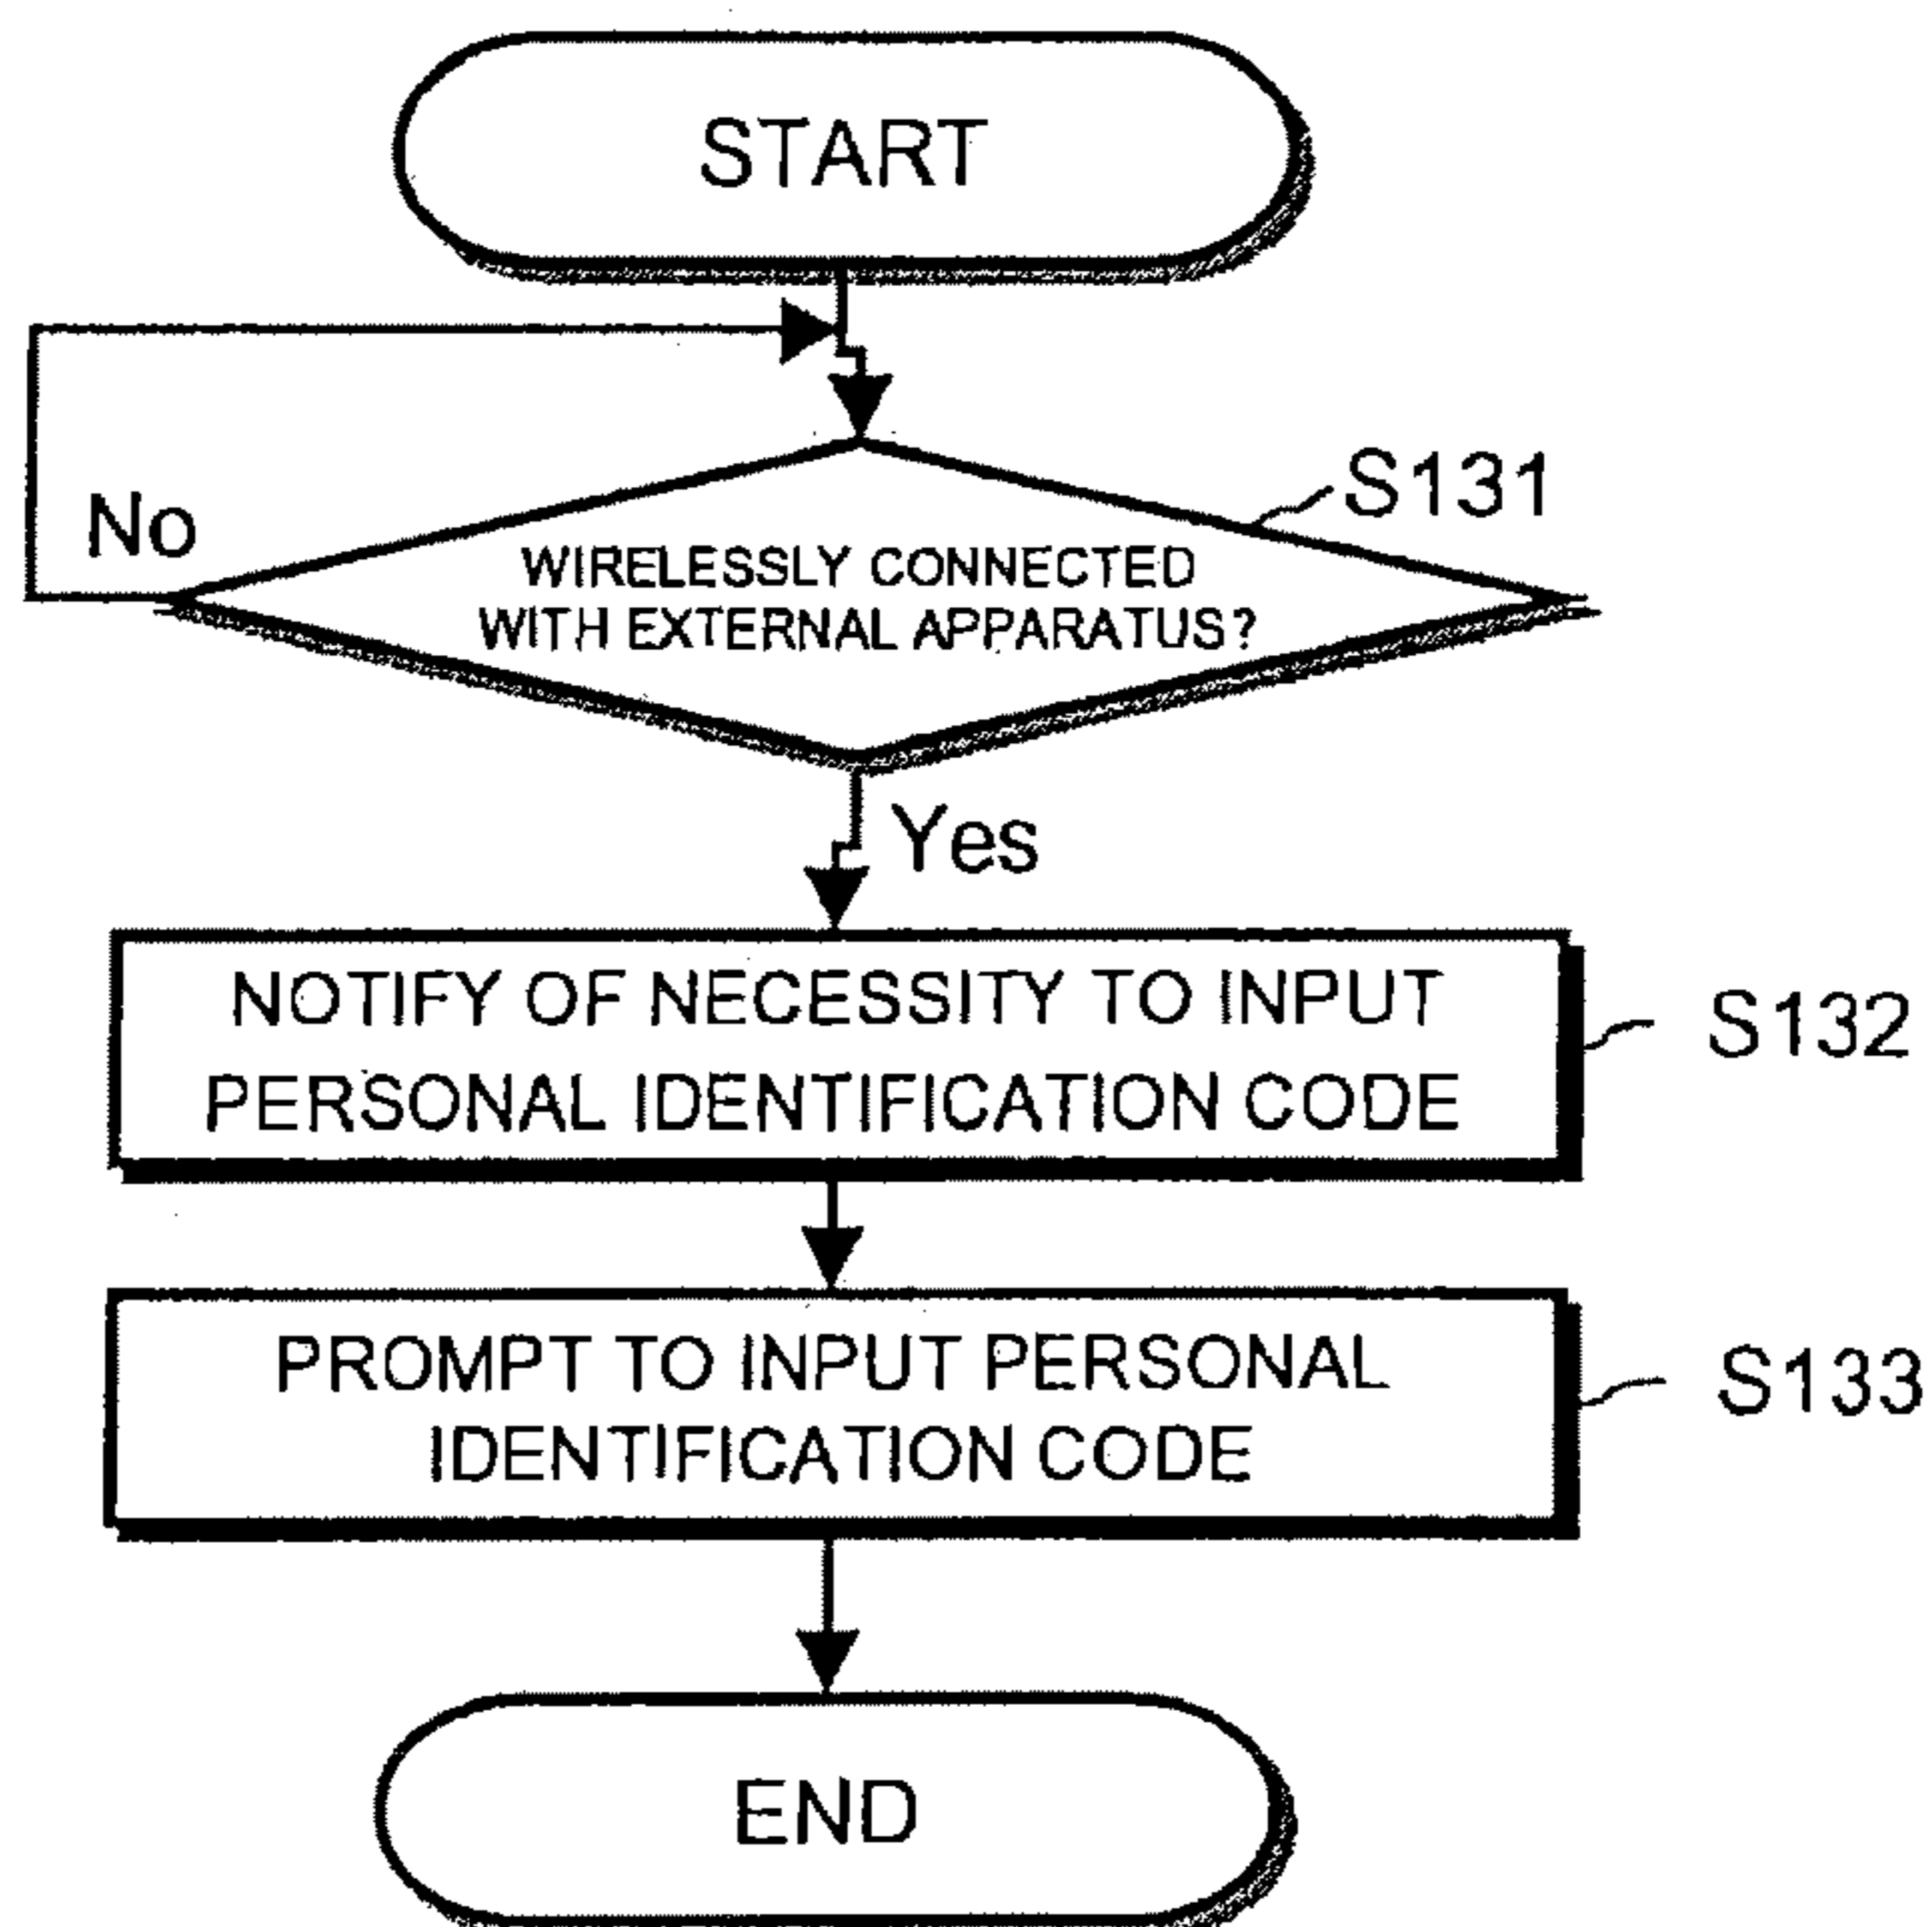 START
No
S131
WIRELESSLY CONNECTED
WITH EXTERNAL APPARATUS?
Yes
NOTIFY OF NECESSITY TO INPUT
PERSONAL IDENTIFICATION CODE
S132
PROMPT TO INPUT PERSONAL
IDENTIFICATION CODE
S133
END